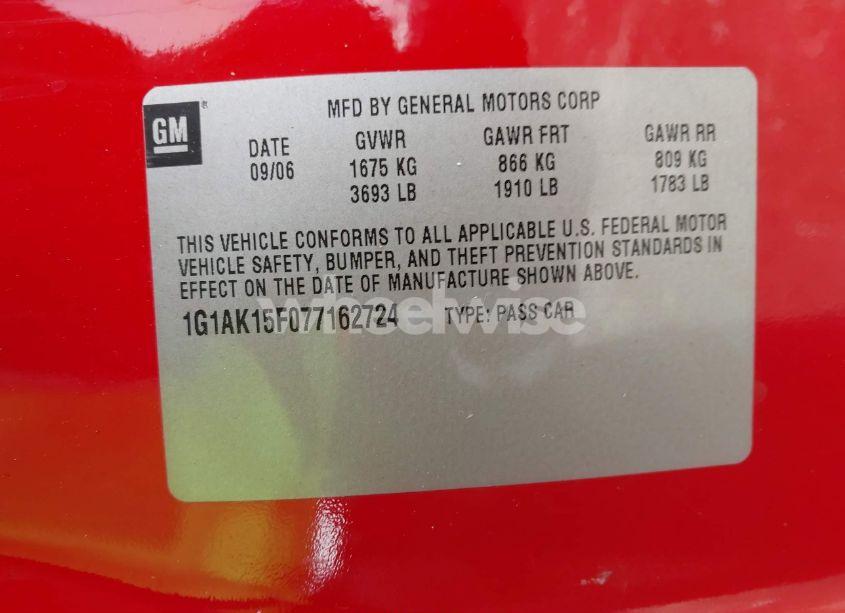 GM
MFD BY GENERAL MOTORS CORP
DATE GVWR GAWR FRT GAWR RR
09/06 1675 KG 866 KG 809 KG
3693 LB 1910 LB 1783 LB
THIS VEHICLE CONFORMS TO ALL APPLICABLE U.S. FEDERAL MOTOR
VEHICLE SAFETY, BUMPER, AND THEFT PREVENTION STANDARDS IN
EFFECT ON THE DATE OF MANUFACTURE SHOWN ABOVE.
1G1AK15F077162724 TYPE: PASS CAR
wheelwise